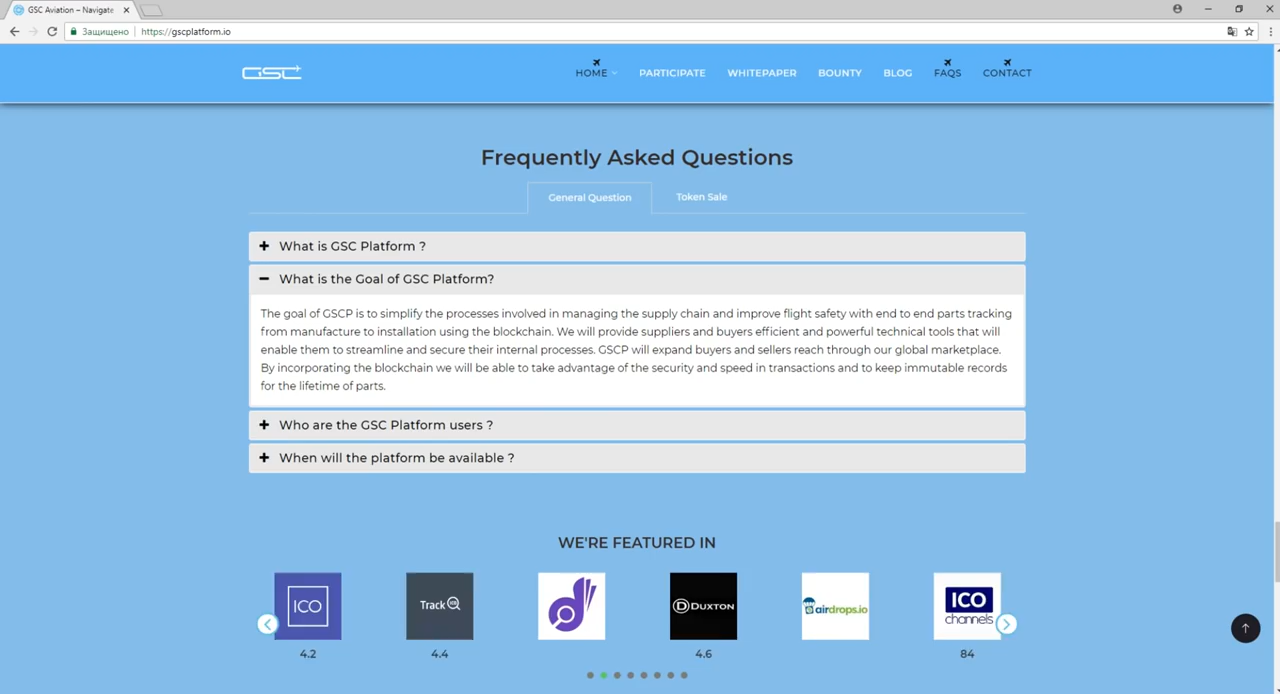 GSC Aviation – Navigate
Защищено https://gscplatform.io
GSC
HOME PARTICIPATE WHITEPAPER BOUNTY BLOG FAQS CONTACT
Frequently Asked Questions
General Question Token Sale
What is GSC Platform ?
What is the Goal of GSC Platform?
The goal of GSCP is to simplify the processes involved in managing the supply chain and improve flight safety with end to end parts tracking
from manufacture to installation using the blockchain. We will provide suppliers and buyers efficient and powerful technical tools that will
enable them to streamline and secure their internal processes. GSCP will expand buyers and sellers reach through our global marketplace.
By incorporating the blockchain we will be able to take advantage of the security and speed in transactions and to keep immutable records
for the lifetime of parts.
Who are the GSC Platform users ?
When will the platform be available ?
WE'RE FEATURED IN
ICO Track DUXTON airdrops.io ICO
channels
4.2 4.4 4.6 84